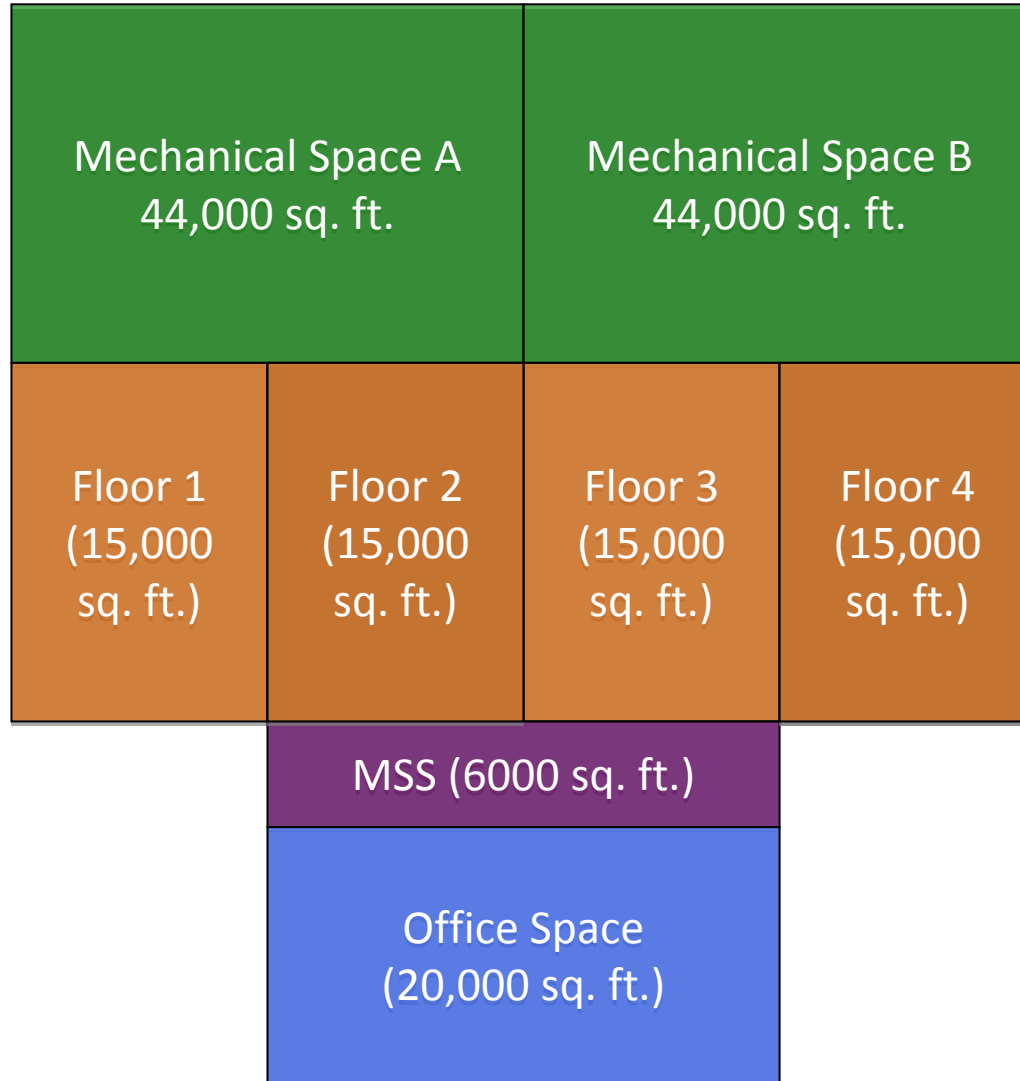 Mechanical Space A
44,000 sq. ft.
Mechanical Space B
44,000 sq. ft.
Floor 1
(15,000
sq. ft.)
Floor 2
(15,000
sq. ft.)
Floor 3
(15,000
sq. ft.)
Floor 4
(15,000
sq. ft.)
MSS (6000 sq. ft.)
Office Space
(20,000 sq. ft.)